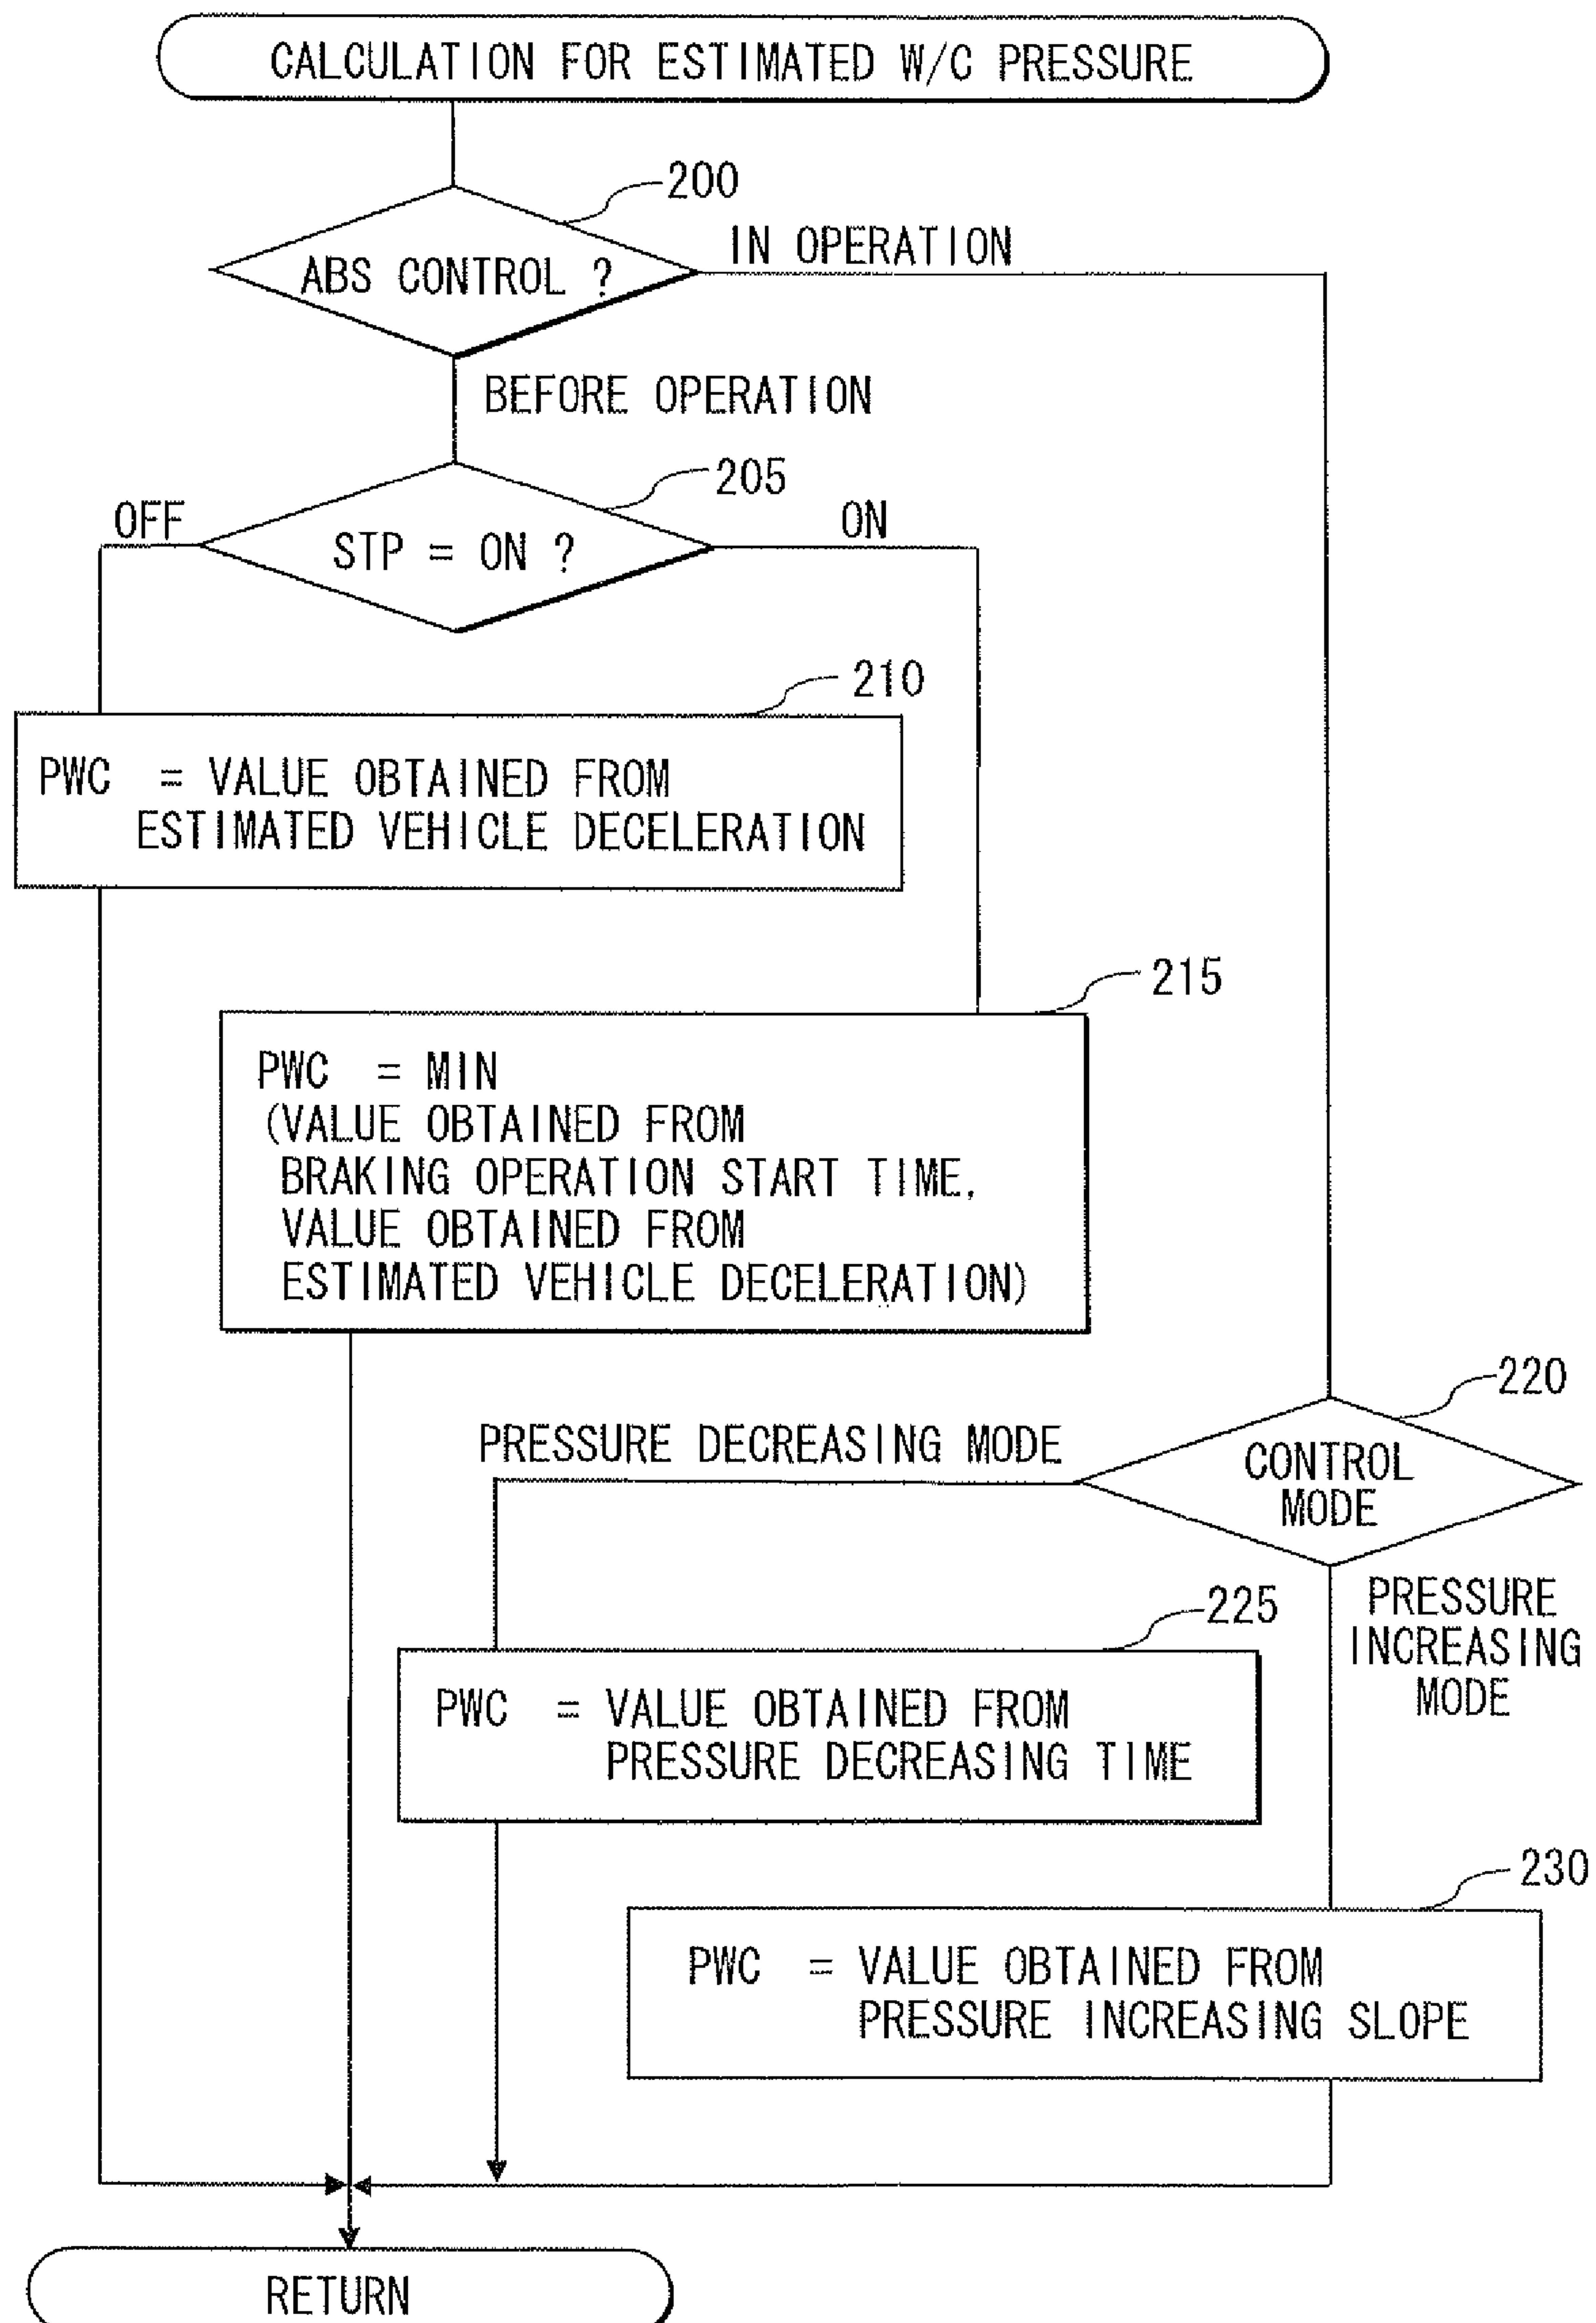 CALCULATION FOR ESTIMATED W/C PRESSURE
200
ABS CONTROL ?
IN OPERATION
BEFORE OPERATION
205
OFF
STP = ON ?
ON
210
PWC = VALUE OBTAINED FROM
ESTIMATED VEHICLE DECELERATION
215
PWC = MIN
(VALUE OBTAINED FROM
BRAKING OPERATION START TIME,
VALUE OBTAINED FROM
ESTIMATED VEHICLE DECELERATION)
220
PRESSURE DECREASING MODE
CONTROL
MODE
PRESSURE
INCREASING
MODE
225
PWC = VALUE OBTAINED FROM
PRESSURE DECREASING TIME
230
PWC = VALUE OBTAINED FROM
PRESSURE INCREASING SLOPE
RETURN